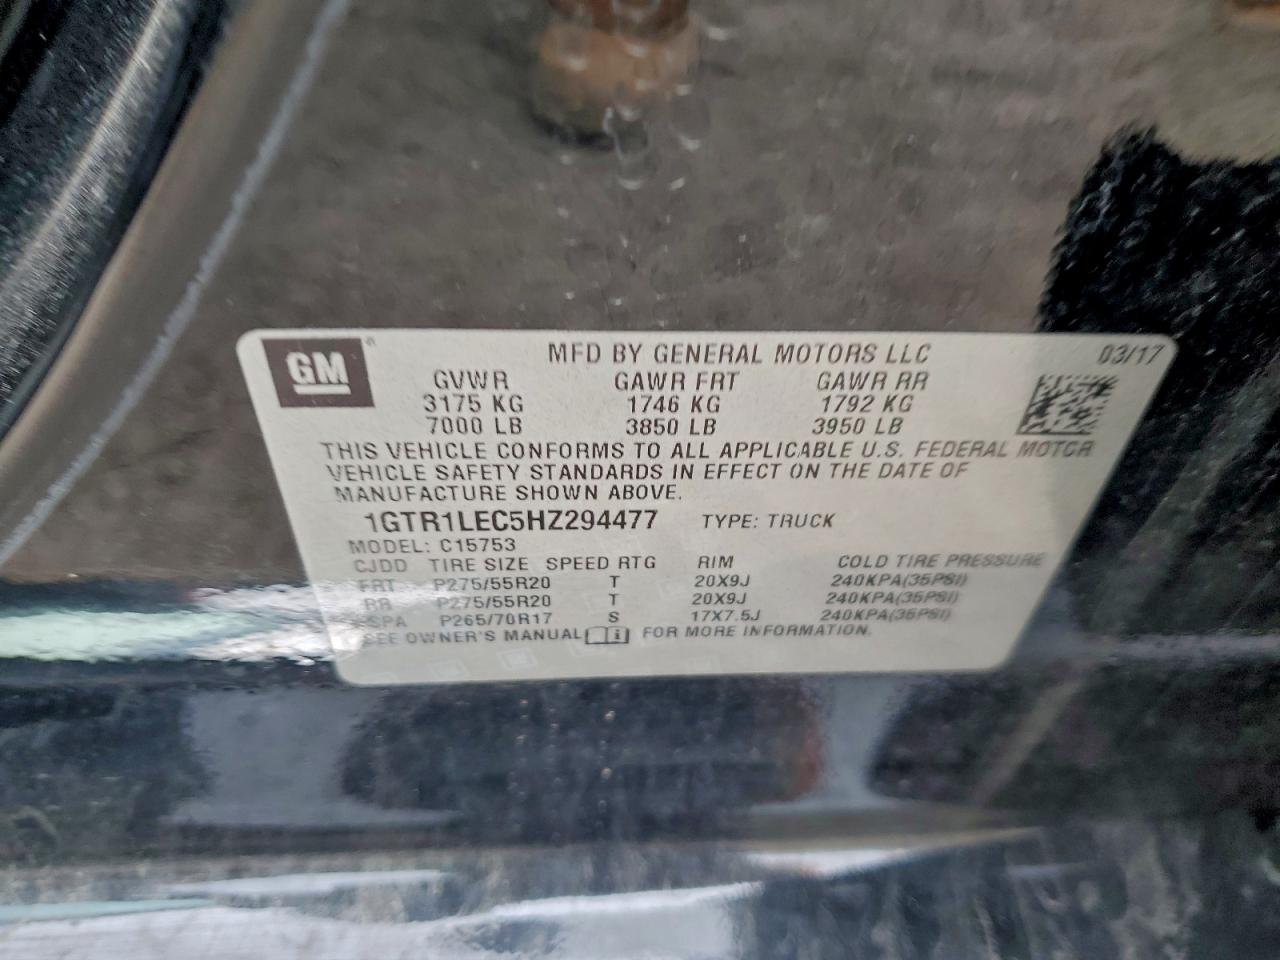 GM MFD BY GENERAL MOTORS LLC 03/17
GVWR GAWR FRT GAWR RR
3175 KG 1746 KG 1792 KG
7000 LB 3850 LB 3950 LB
THIS VEHICLE CONFORMS TO ALL APPLICABLE U.S. FEDERAL MOTOR
VEHICLE SAFETY STANDARDS IN EFFECT ON THE DATE OF
MANUFACTURE SHOWN ABOVE.
1GTR1LEC5HZ294477 TYPE: TRUCK
MODEL: C15753
CJDD TIRE SIZE SPEED RTG RIM COLD TIRE PRESSURE
FRT P275/55R20 T 20X9J 240KPA(35PSI)
RR P275/55R20 T 20X9J 240KPA(35PSI)
SPA P265/70R17 S 17X7.5J 240KPA(35PSI)
SEE OWNER'S MANUAL FOR MORE INFORMATION.